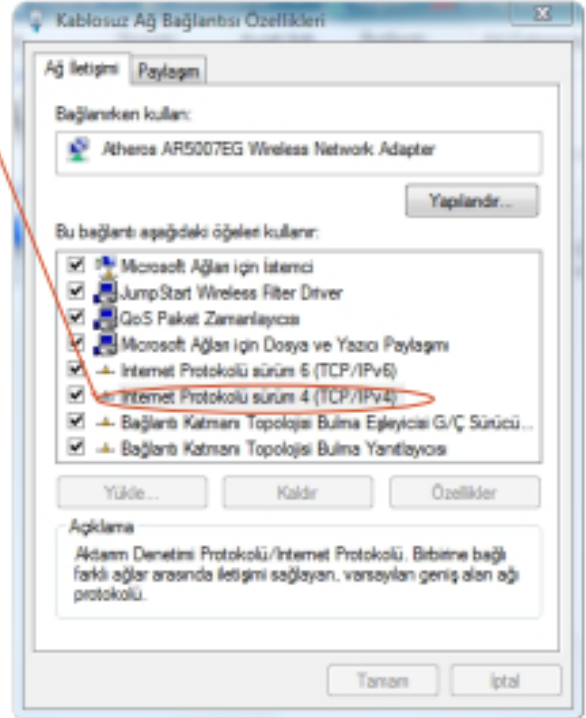 Kablosuz Ağ Bağlantısı Özellikleri
Ağ İletişimi
Paylaşım
Bağlanırken kullan:
Atheros AR5007EG Wireless Network Adapter
Yapılandır...
Bu bağlantı aşağıdaki öğeleri kullanır:
Microsoft Ağları için İstemci
JumpStart Wireless Filter Driver
QoS Paket Zamanlayıcısı
Microsoft Ağları için Dosya ve Yazıcı Paylaşımı
Internet Protokolü sürüm 6 (TCP/IPv6)
Internet Protokolü sürüm 4 (TCP/IPv4)
Bağlantı Katmanı Topolojisi Bulma Eşleyicisi G/Ç Sürücü...
Bağlantı Katmanı Topolojisi Bulma Yanıtlayıcısı
Yükle...
Kaldır
Özellikler
Açıklama
Aktarım Denetimi Protokolü/Internet Protokolü. Birbirine bağlı
farklı ağlar arasında iletişimi sağlayan, varsayılan geniş alan ağı
protokolü.
Tamam
İptal